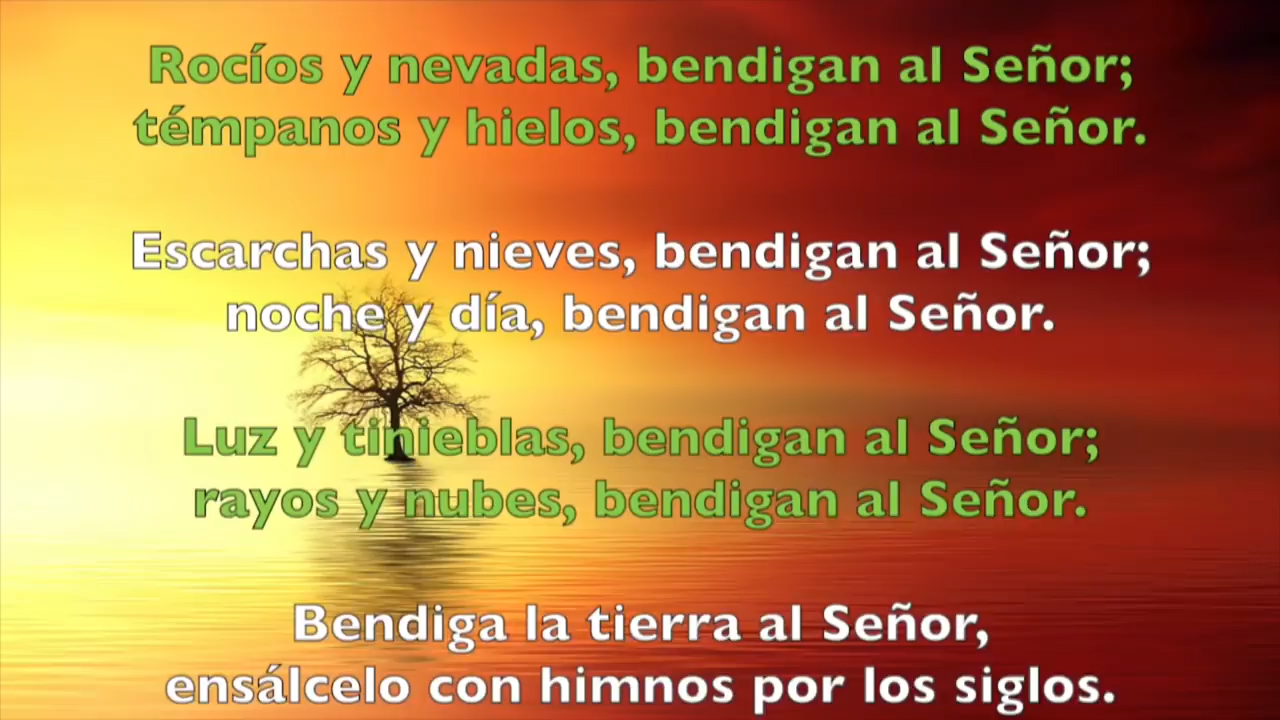 Rocíos y nevadas, bendigan al Señor;
témpanos y hielos, bendigan al Señor.
Escarchas y nieves, bendigan al Señor;
noche y día, bendigan al Señor.
Luz y tinieblas, bendigan al Señor;
rayos y nubes, bendigan al Señor.
Bendiga la tierra al Señor,
ensálcelo con himnos por los siglos.